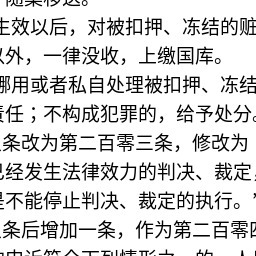 随案移送。
生效以后，对被扣押、冻结的赃
以外，一律没收，上缴国库。
挪用或者私自处理被扣押、冻结
责任；不构成犯罪的，给予处分。
条改为第二百零三条，修改为
已经发生法律效力的判决、裁定，
是不能停止判决、裁定的执行。”
条后增加一条，作为第二百零四